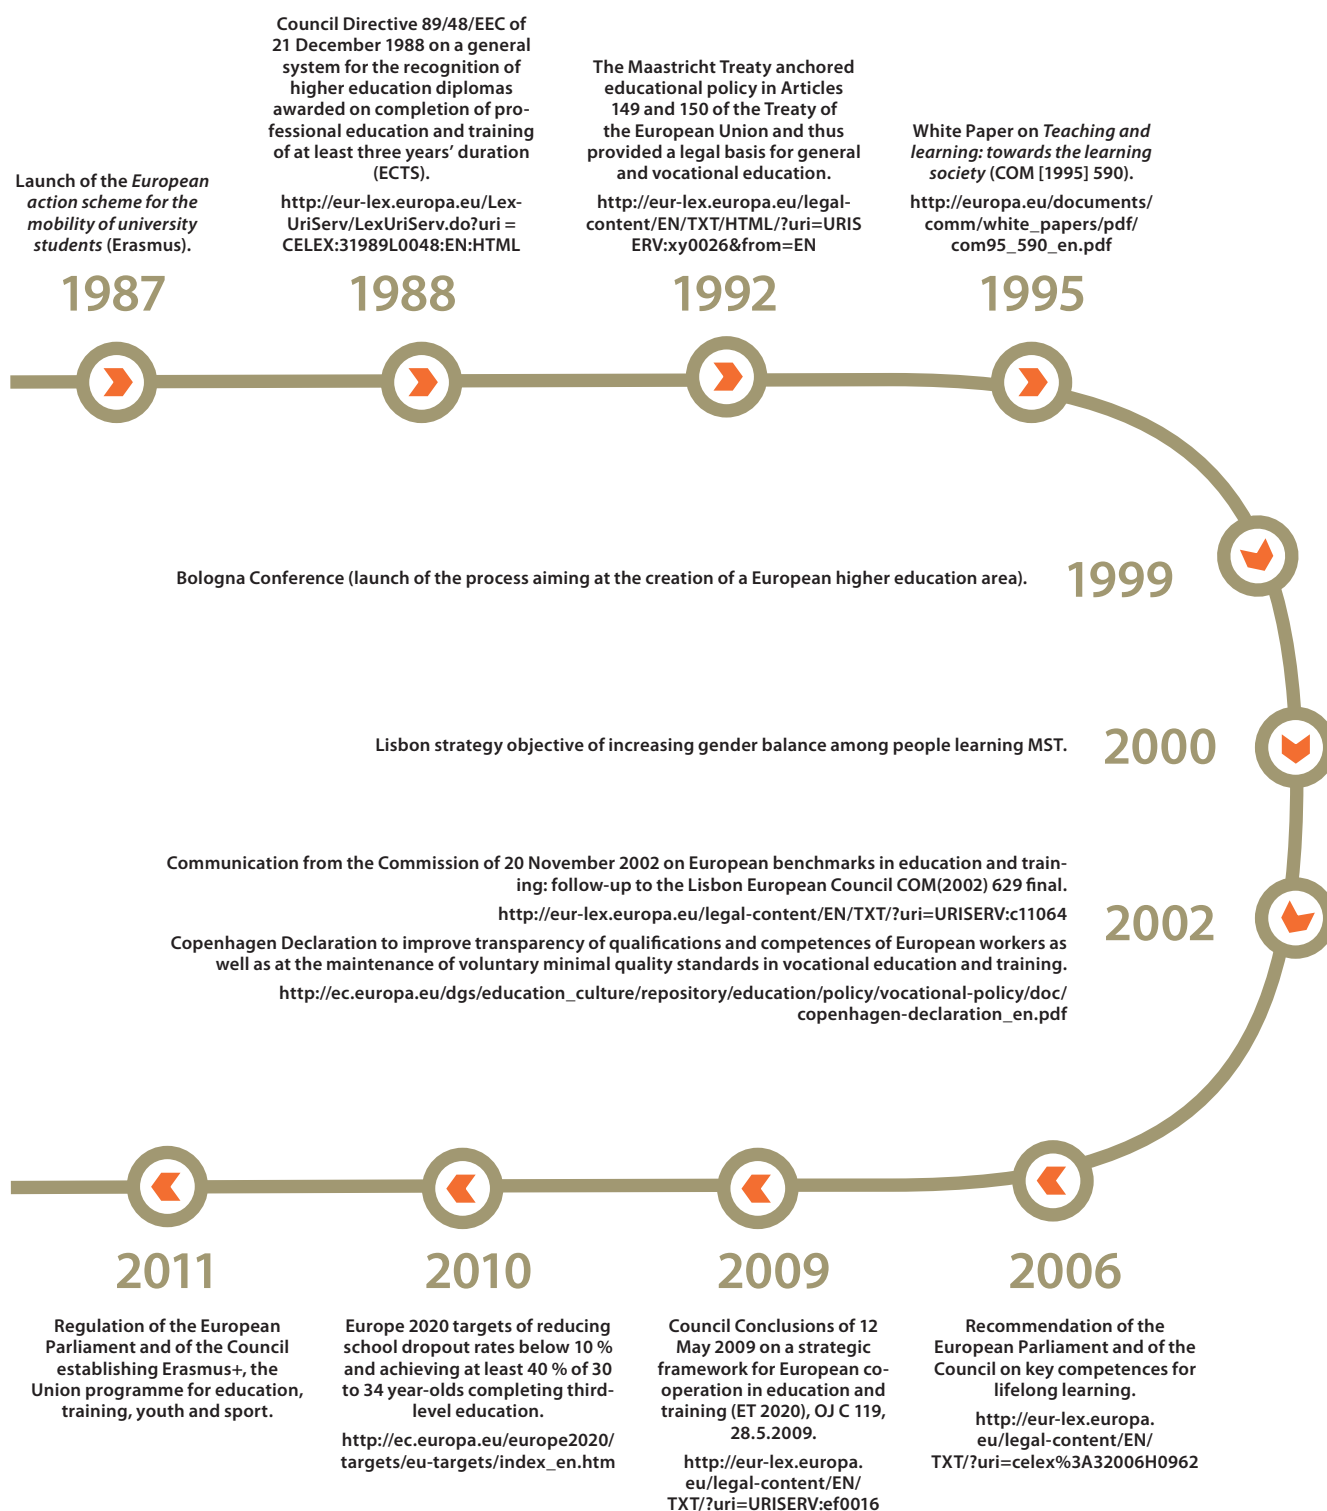 Launch of the European
action scheme for the
mobility of university
students (Erasmus).
1987
Council Directive 89/48/EEC of
21 December 1988 on a general
system for the recognition of
higher education diplomas
awarded on completion of pro-
fessional education and training
of at least three years’ duration
(ECTS).
http://eur-lex.europa.eu/Lex-
UriServ/LexUriServ.do?uri =
CELEX:31989L0048:EN:HTML
1988
The Maastricht Treaty anchored
educational policy in Articles
149 and 150 of the Treaty of
the European Union and thus
provided a legal basis for general
and vocational education.
http://eur-lex.europa.eu/legal-
content/EN/TXT/HTML/?uri=URIS
ERV:xy0026&from=EN
1992
White Paper on Teaching and
learning: towards the learning
society (COM [1995] 590).
http://europa.eu/documents/
comm/white_papers/pdf/
com95_590_en.pdf
1995
Bologna Conference (launch of the process aiming at the creation of a European higher education area).
1999
Lisbon strategy objective of increasing gender balance among people learning MST.
2000
Communication from the Commission of 20 November 2002 on European benchmarks in education and train-
ing: follow-up to the Lisbon European Council COM(2002) 629 final.
http://eur-lex.europa.eu/legal-content/EN/TXT/?uri=URISERV:c11064
Copenhagen Declaration to improve transparency of qualifications and competences of European workers as
well as at the maintenance of voluntary minimal quality standards in vocational education and training.
http://ec.europa.eu/dgs/education_culture/repository/education/policy/vocational-policy/doc/
copenhagen-declaration_en.pdf
2002
2011
Regulation of the European
Parliament and of the Council
establishing Erasmus+, the
Union programme for education,
training, youth and sport.
2010
Europe 2020 targets of reducing
school dropout rates below 10 %
and achieving at least 40 % of 30
to 34 year-olds completing third-
level education.
http://ec.europa.eu/europe2020/
targets/eu-targets/index_en.htm
2009
Council Conclusions of 12
May 2009 on a strategic
framework for European co-
operation in education and
training (ET 2020), OJ C 119,
28.5.2009.
http://eur-lex.europa.
eu/legal-content/EN/
TXT/?uri=URISERV:ef0016
2006
Recommendation of the
European Parliament and of the
Council on key competences for
lifelong learning.
http://eur-lex.europa.
eu/legal-content/EN/
TXT/?uri=celex%3A32006H0962